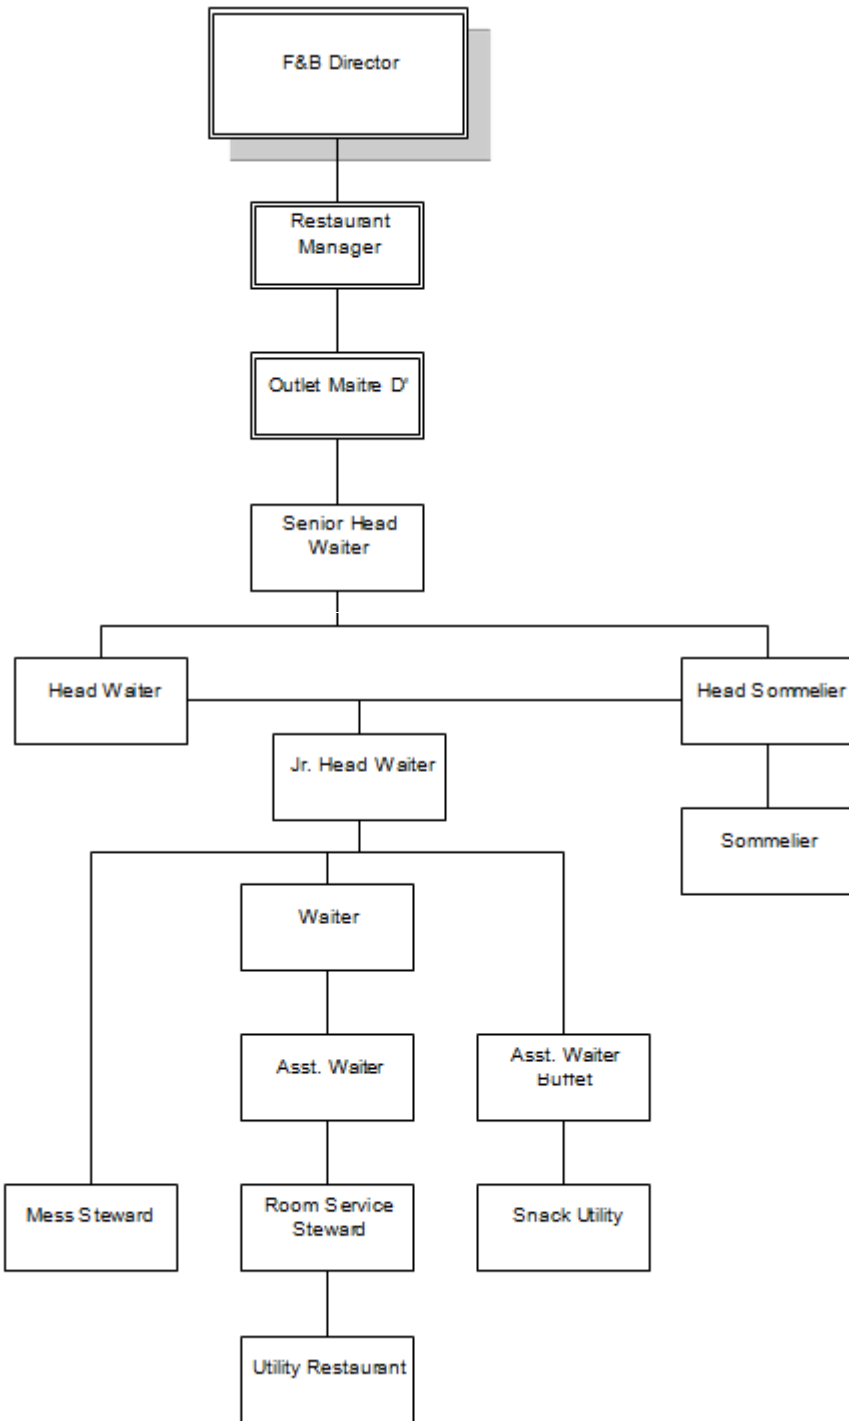 F&B Director
Restaurant
Manager
Outlet Maitre D'
Senior Head
Waiter
Head Waiter
Head Sommelier
Jr. Head Waiter
Sommelier
Waiter
Asst. Waiter
Asst. Waiter
Buffet
Mess Steward
Room Service
Steward
Snack Utility
Utility Restaurant